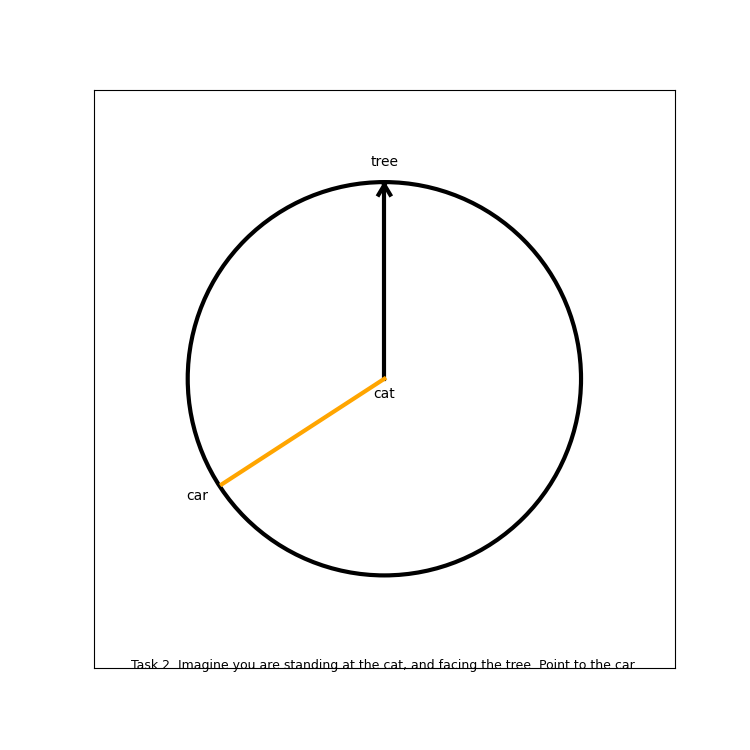 tree
cat
car
Task 2. Imagine you are standing at the cat, and facing the tree. Point to the car